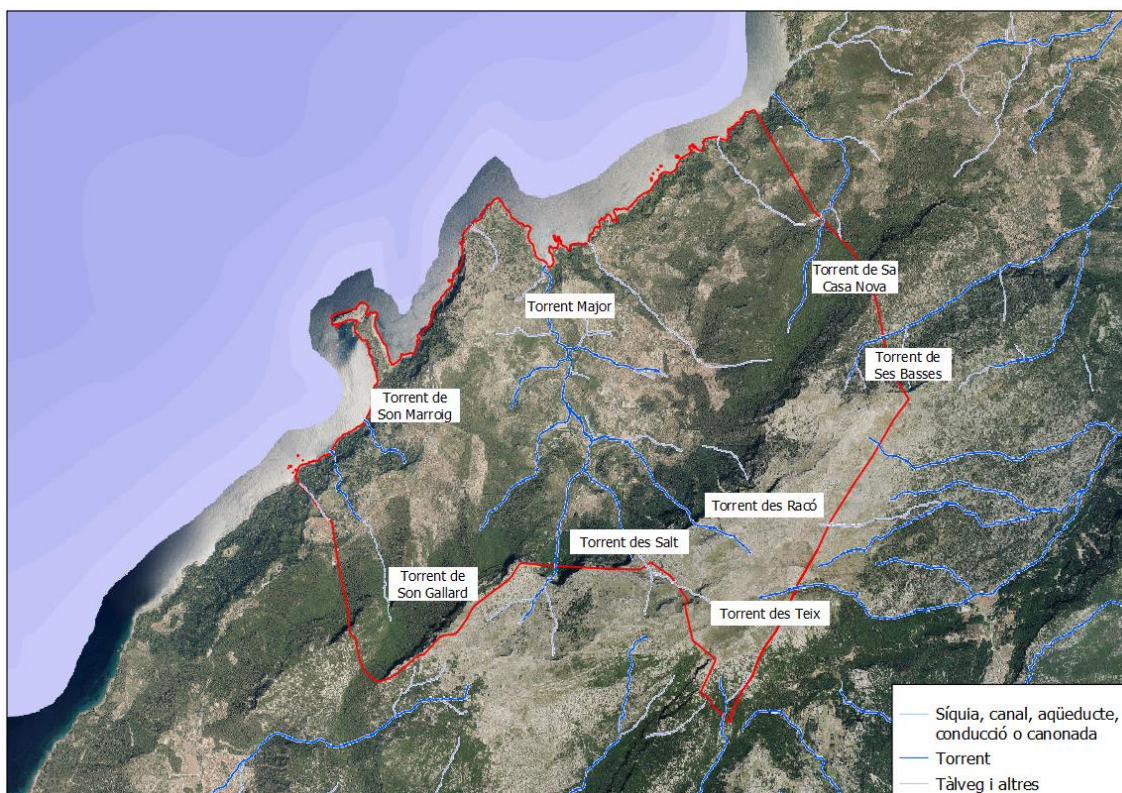 Torrent de Sa
Casa Nova
Torrent Major
Torrent de
Ses Basses
Torrent de
Son Marroig
Torrent des Racó
Torrent des Salt
Torrent de
Son Gallard
Torrent des Teix
Síquia, canal, aqüeducte,
conducció o canonada
Torrent
Tàlveg i altres